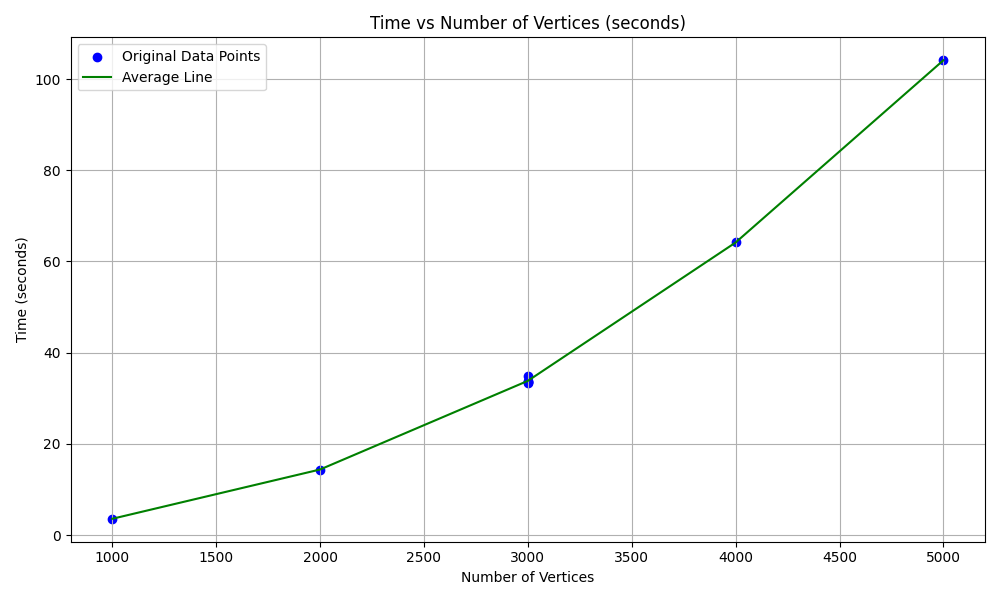 Time vs Number of Vertices (seconds)
Original Data Points
Average Line
100
80
60
40
20
0
Time (seconds)
1000 1500 2000 2500 3000 3500 4000 4500 5000
Number of Vertices